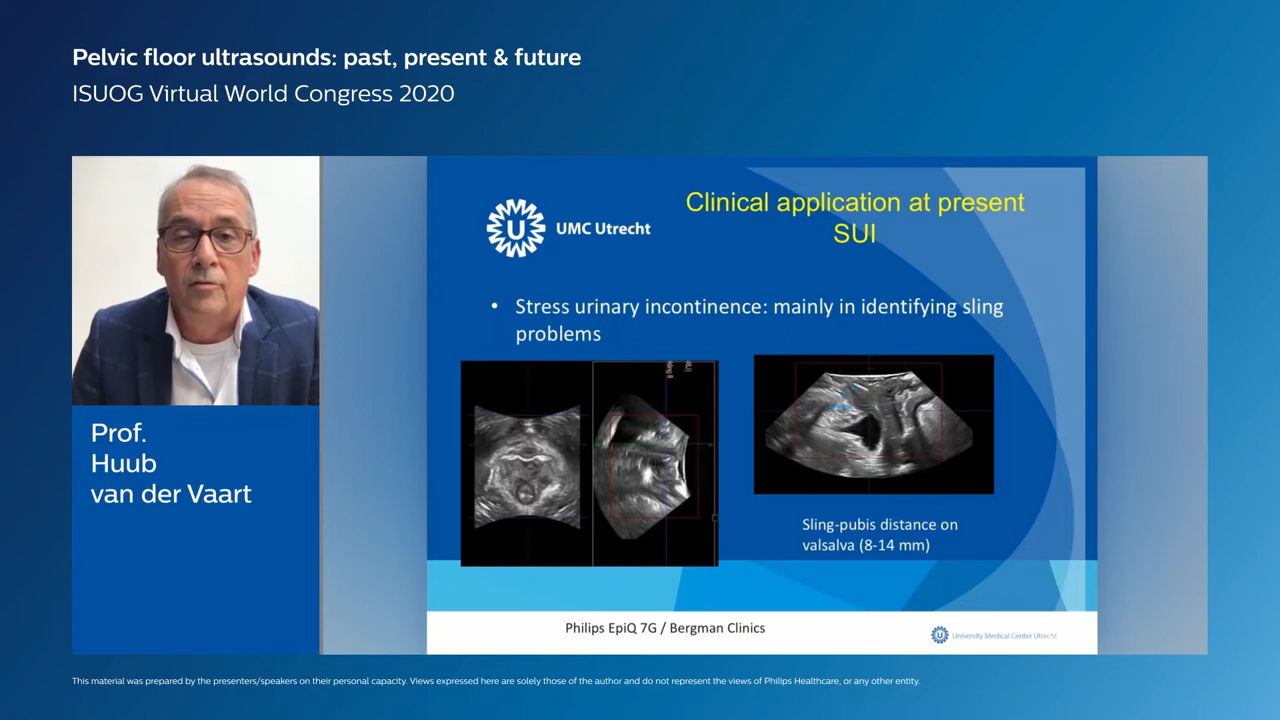 Pelvic floor ultrasounds: past, present & future
ISUOG Virtual World Congress 2020
Prof.
Huub
van der Vaart
UMC Utrecht
Clinical application at present
SUI
• Stress urinary incontinence: mainly in identifying sling
problems
Sling-pubis distance on
valsalva (8-14 mm)
Philips EpiQ 7G / Bergman Clinics
University Medical Center Utrecht
This material was prepared by the presenters/speakers on their personal capacity. Views expressed here are solely those of the author and do not represent the views of Philips Healthcare, or any other entity.